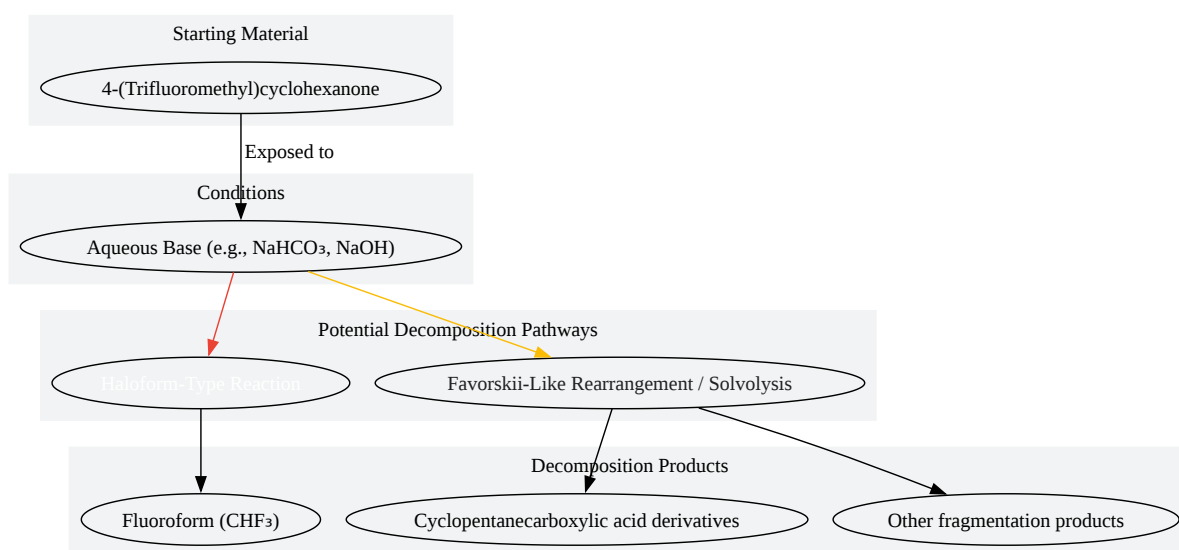 Starting Material
4-(Trifluoromethyl)cyclohexanone
Exposed to
Conditions
Aqueous Base (e.g., NaHCO₃, NaOH)
Potential Decomposition Pathways
Haloform-Type Reaction
Favorskii-Like Rearrangement / Solvolysis
Decomposition Products
Fluoroform (CHF₃)
Cyclopentanecarboxylic acid derivatives
Other fragmentation products